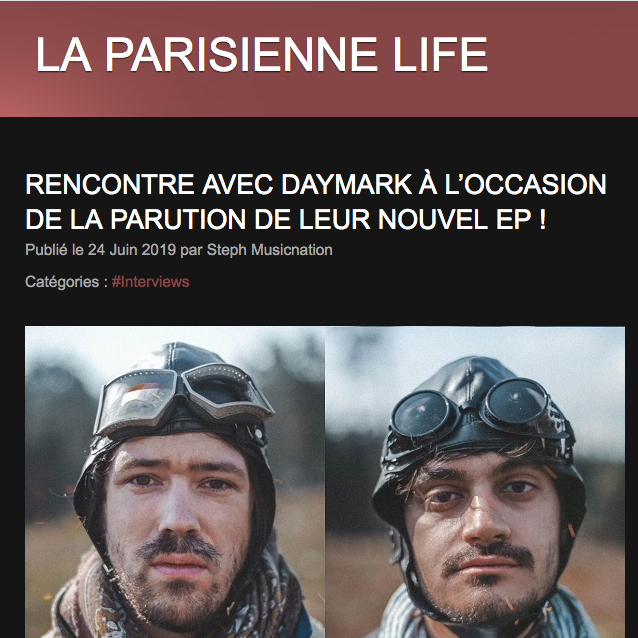 LA PARISIENNE LIFE
RENCONTRE AVEC DAYMARK À L’OCCASION
DE LA PARUTION DE LEUR NOUVEL EP !
Publié le 24 Juin 2019 par Steph Musicnation
Catégories : #Interviews